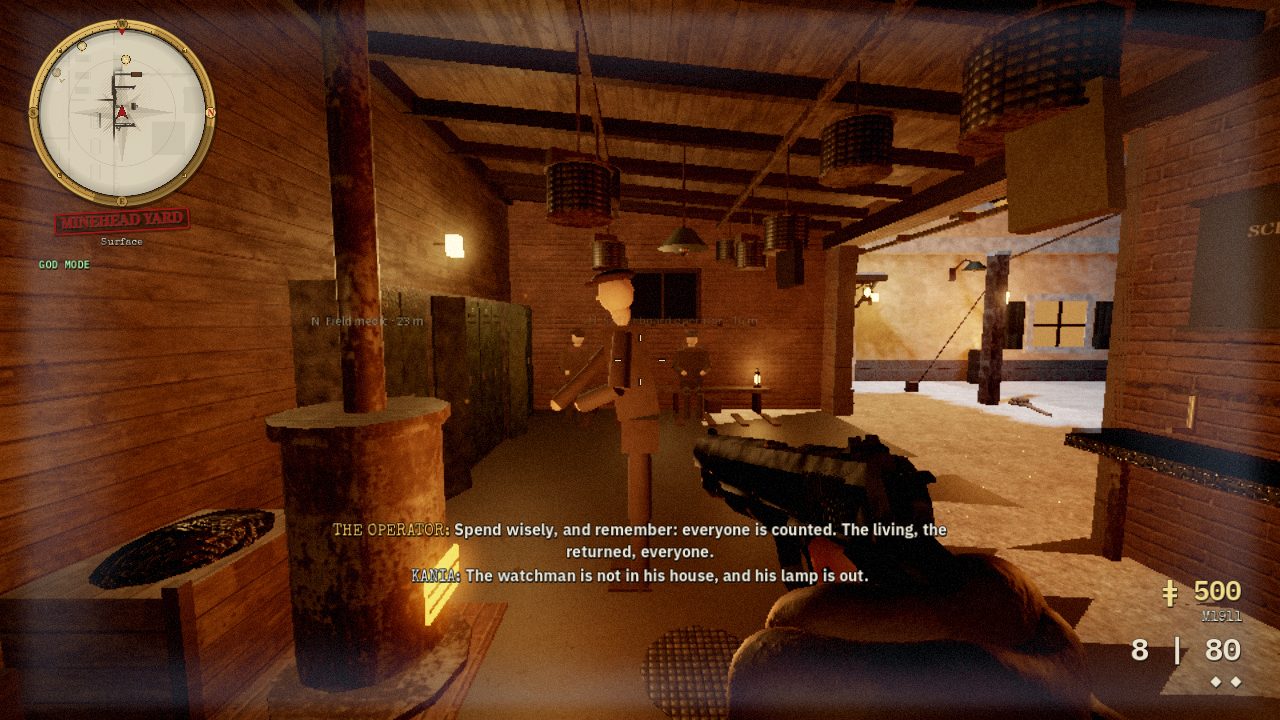 MINEHEAD YARD
Surface
GOD MODE
N Field medic - 23 m
THE OPERATOR: Spend wisely, and remember: everyone is counted. The living, the
returned, everyone.
KANIA: The watchman is not in his house, and his lamp is out.
500
M1911
8 | 80